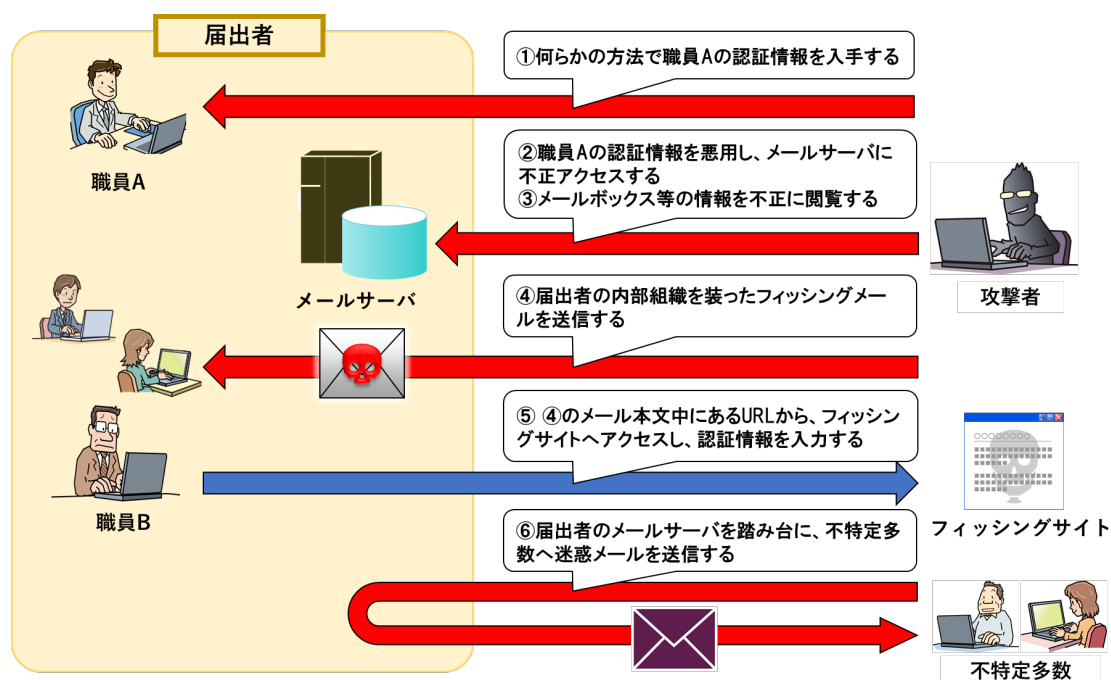 届出者
①何らかの方法で職員Aの認証情報を入手する
職員A
②職員Aの認証情報を悪用し、メールサーバに
不正アクセスする
③メールボックス等の情報を不正に閲覧する
メールサーバ
攻撃者
④届出者の内部組織を装ったフィッシングメー
ルを送信する
⑤ ④のメール本文中にあるURLから、フィッシン
グサイトへアクセスし、認証情報を入力する
職員B
フィッシングサイト
⑥届出者のメールサーバを踏み台に、不特定多
数へ迷惑メールを送信する
不特定多数